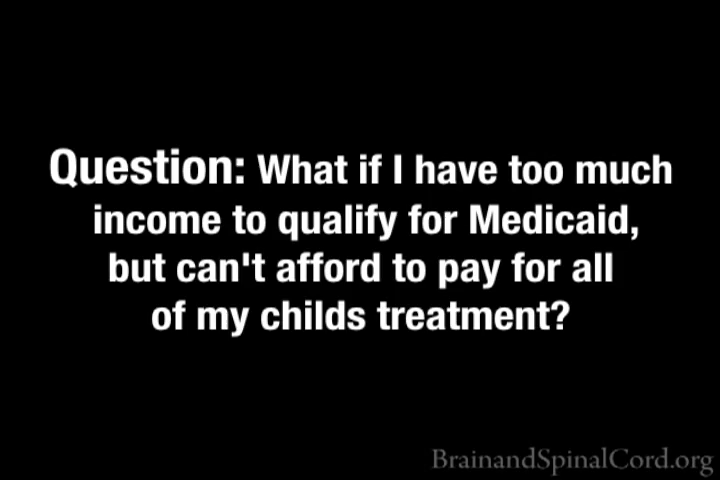 Question: What if I have too much
income to qualify for Medicaid,
but can't afford to pay for all
of my childs treatment?
BrainandSpinalCord.org